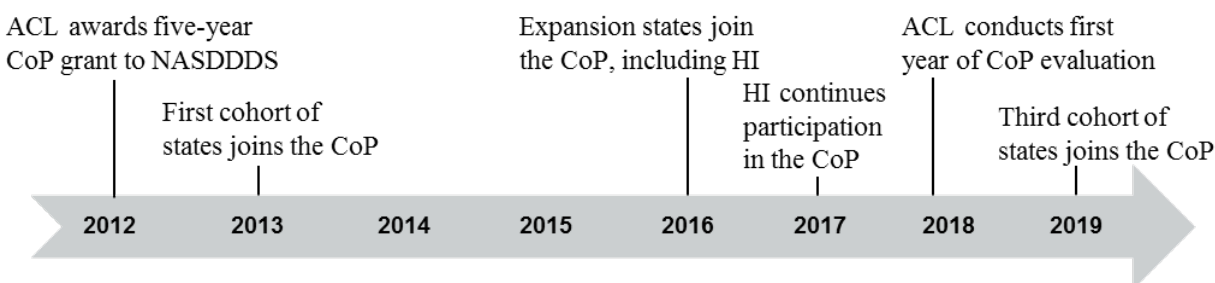 ACL awards five-year
CoP grant to NASDDDS
First cohort of
states joins the CoP
Expansion states join
the CoP, including HI
HI continues
participation
in the CoP
ACL conducts first
year of CoP evaluation
Third cohort of
states joins the CoP
2012 2013 2014 2015 2016 2017 2018 2019